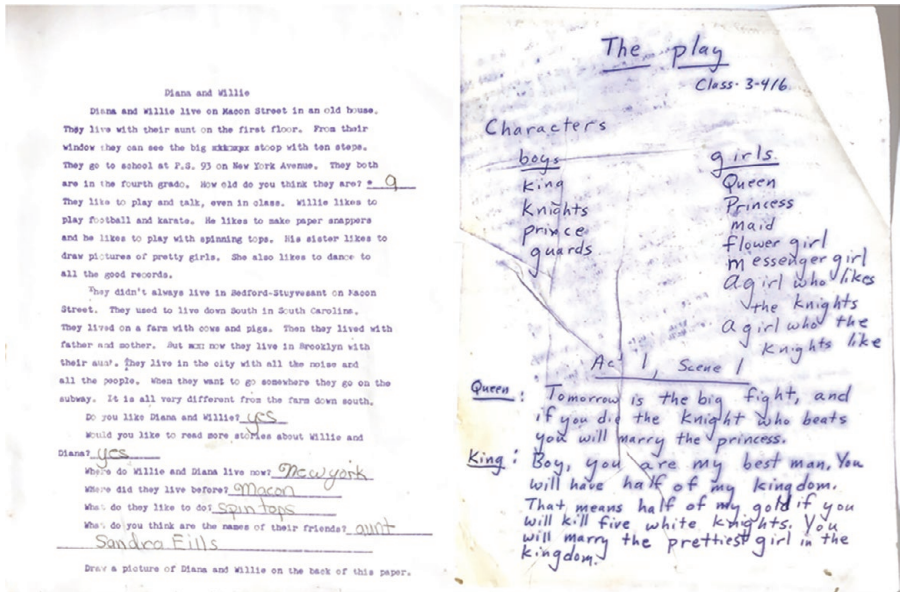 Diana and Willie
Diana and Willie live on Macon Street in an old house.
They live with their aunt on the first floor. From their
window they can see the big stoop with ten steps.
They go to school at P.S. 93 on New York Avenue. They both
are in the fourth grade. How old do you think they are? 9
They like to play and talk, even in class. Willie likes to
play football and karate. He likes to make paper snappers
and he likes to play with spinning tops. His sister likes to
draw pictures of pretty girls. She also likes to dance to
all the good records.
They didn't always live in Bedford-Stuyvesant on Macon
Street. They used to live down South in South Carolina.
They lived on a farm with cows and pigs. Then they lived with
father and mother. But now they live in Brooklyn with
their aunt. They live in the city with all the noise and
all the people. When they want to go somewhere they go on the
subway. It is all very different from the farm down south.
Do you like Diana and Willie? yes
Would you like to read more stories about Willie and
Diana? yes
Where do Willie and Diana live now? Newyork
Where did they live before? Macon
What do they like to do? spin tops
What do you think are the names of their friends? aunt
Sandra Eills
Draw a picture of Diana and Willie on the back of this paper.
The play
Class-3-416
Characters
boys
king
Knights
prince
guards
girls
Queen
Princess
maid
flower girl
messenger girl
a girl who likes
the knights
a girl who the
knights like
Act 1, Scene 1
Queen: Tomorrow is the big fight, and
if you die the Knight who beats
you will marry the princess.
King: Boy, you are my best man. You
will have half of my kingdom.
That means half of my gold if you
will kill five white knights. You
will marry the prettiest girl in the
kingdom.